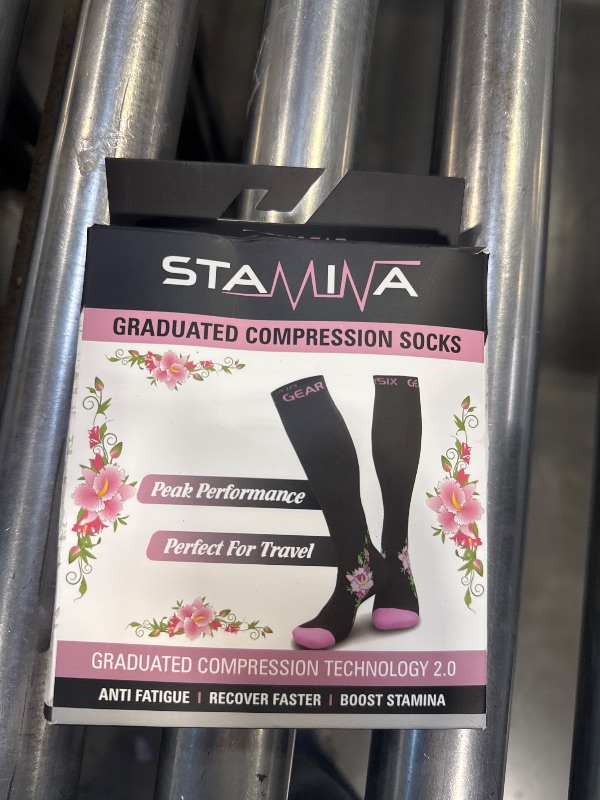 STAMINA
GRADUATED COMPRESSION SOCKS
GEAR
SIX GE
Peak Performance
Perfect For Travel
GRADUATED COMPRESSION TECHNOLOGY 2.0
ANTI FATIGUE | RECOVER FASTER | BOOST STAMINA